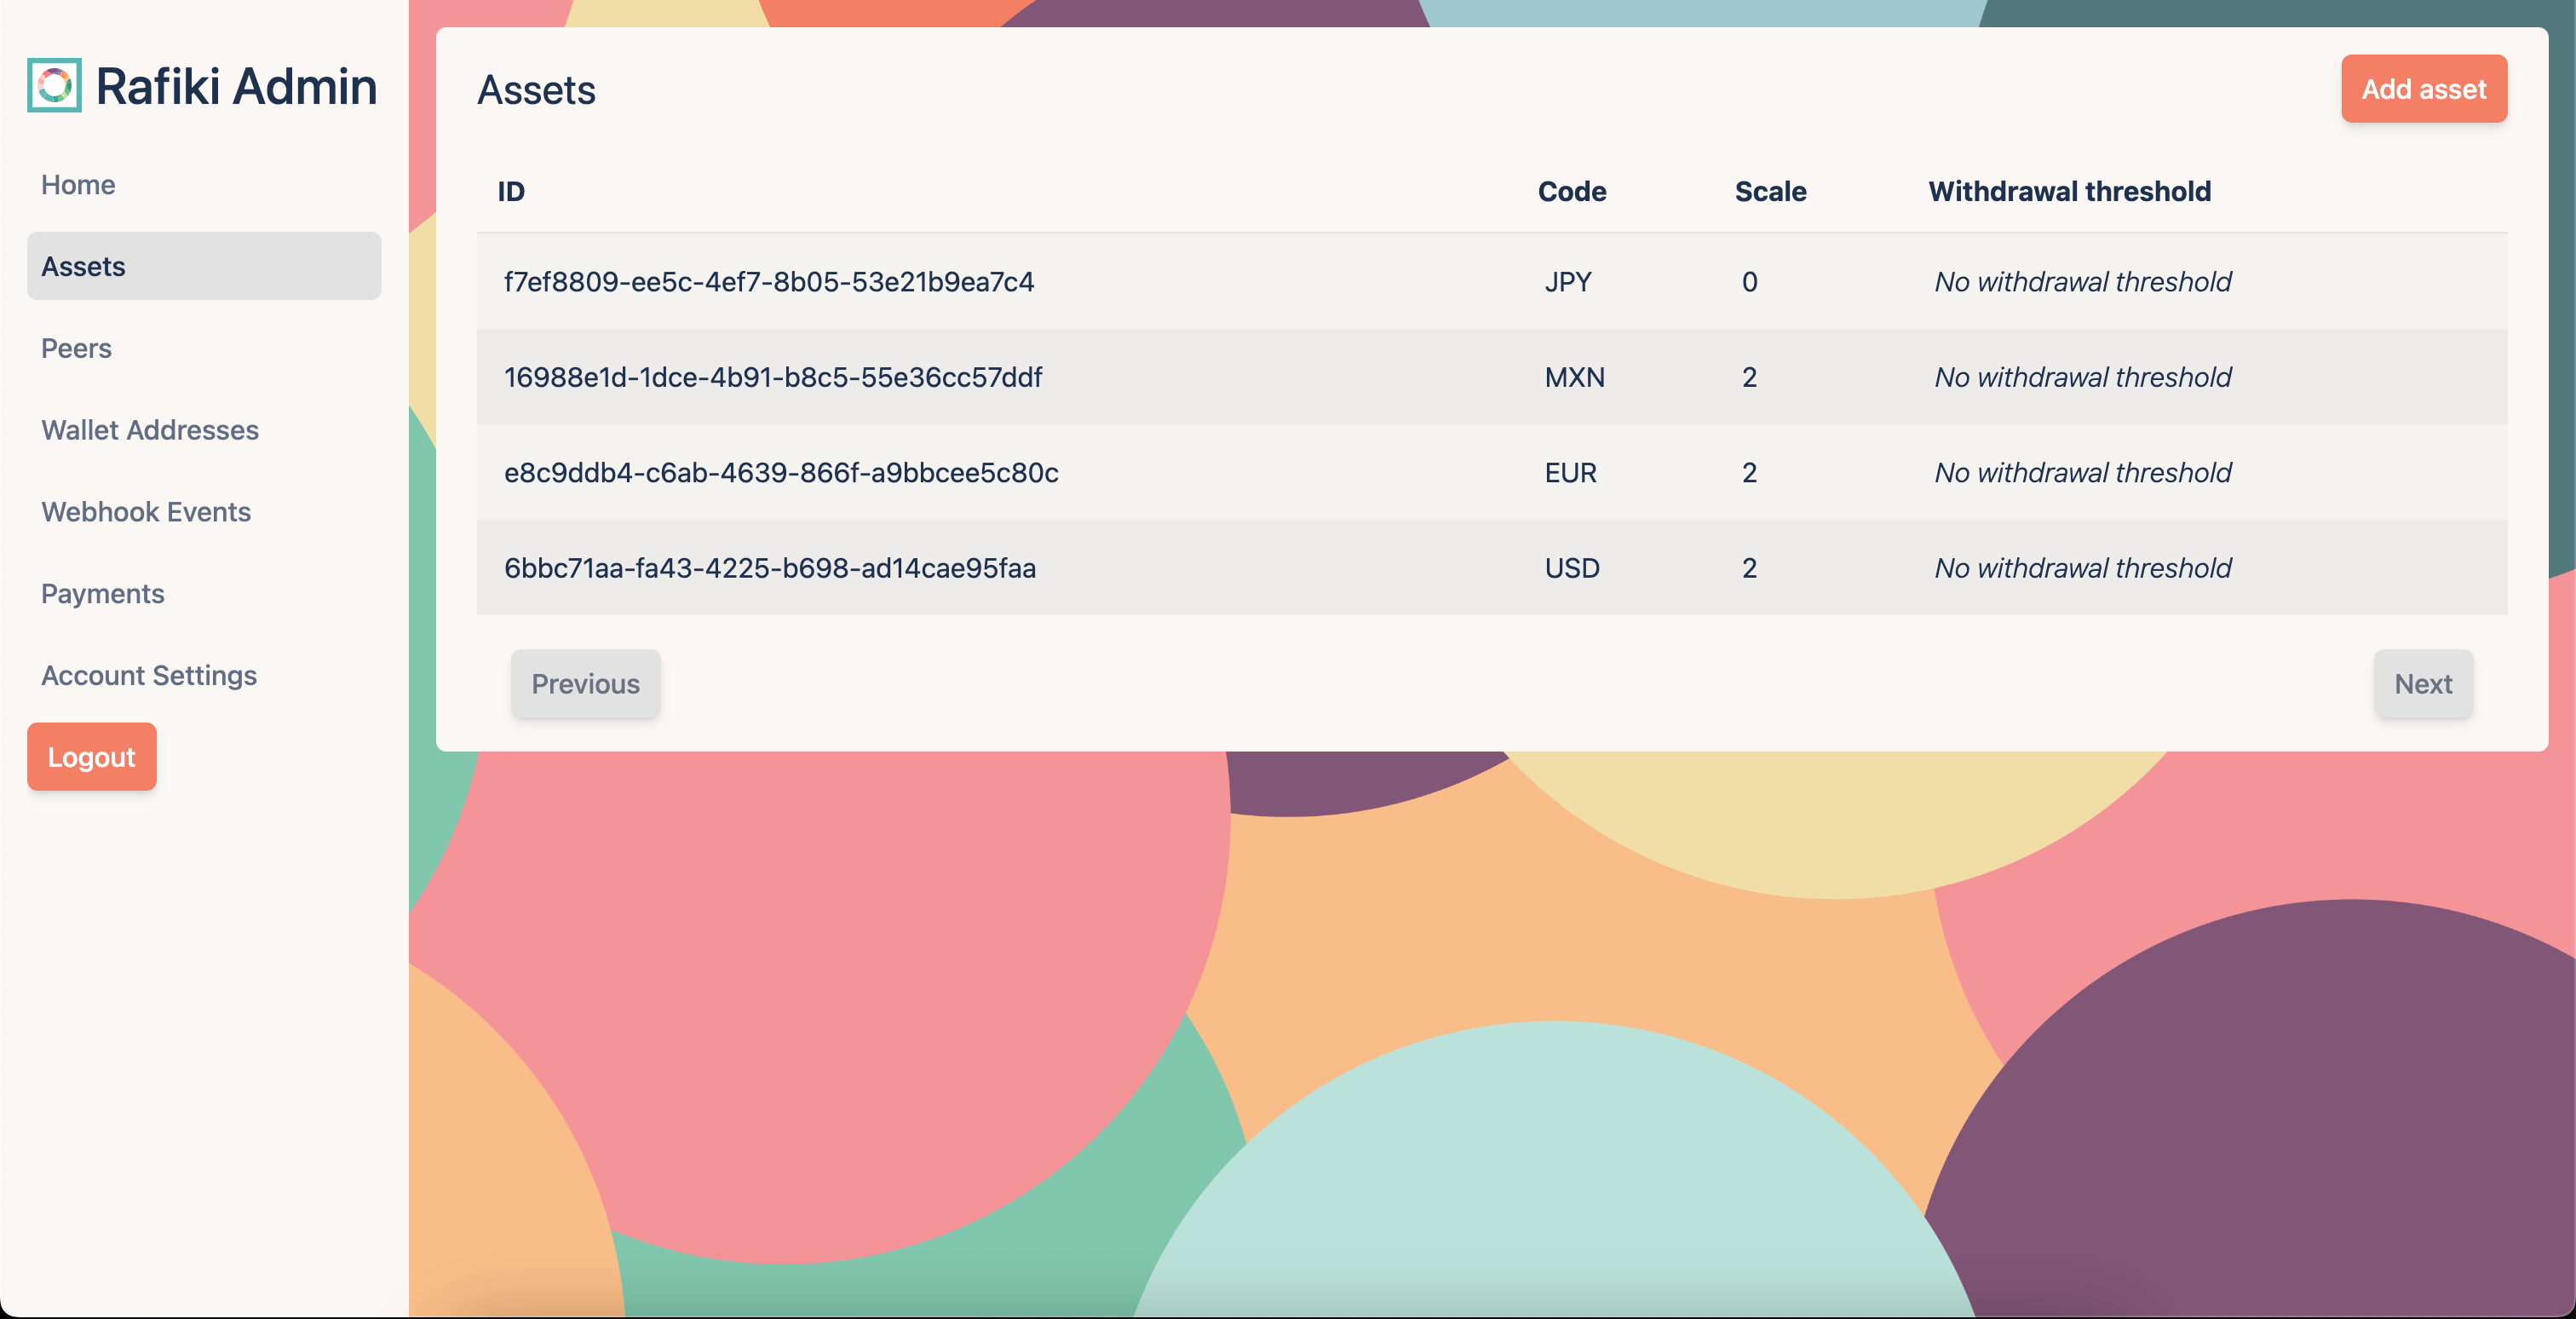 Rafiki Admin
Home
Assets
Peers
Wallet Addresses
Webhook Events
Payments
Account Settings
Logout
Assets
Add asset
ID Code Scale Withdrawal threshold
f7ef8809-ee5c-4ef7-8b05-53e21b9ea7c4 JPY 0 No withdrawal threshold
16988e1d-1dce-4b91-b8c5-55e36cc57ddf MXN 2 No withdrawal threshold
e8c9ddb4-c6ab-4639-866f-a9bbcee5c80c EUR 2 No withdrawal threshold
6bbc71aa-fa43-4225-b698-ad14cae95faa USD 2 No withdrawal threshold
Previous
Next